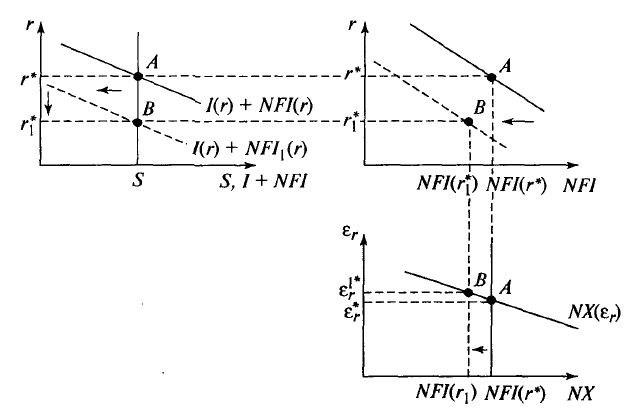 r
r*
A
r₁*
B
I(r) + NFI(r)
I(r) + NFI₁(r)
S
S, I + NFI
r
r*
A
r₁*
B
NFI(r₁*) NFI(r*) NFI
εᵣ
εᵣ¹*
εᵣ*
B
A
NX(εᵣ)
NFI(r₁) NFI(r*) NX